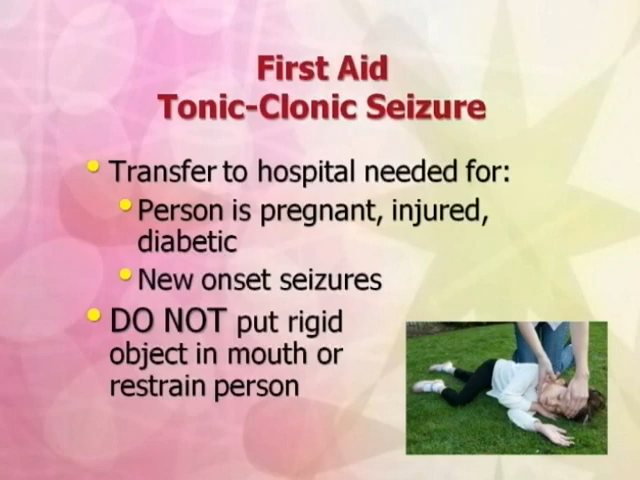 First Aid
Tonic-Clonic Seizure
Transfer to hospital needed for:
Person is pregnant, injured,
diabetic
New onset seizures
DO NOT put rigid
object in mouth or
restrain person